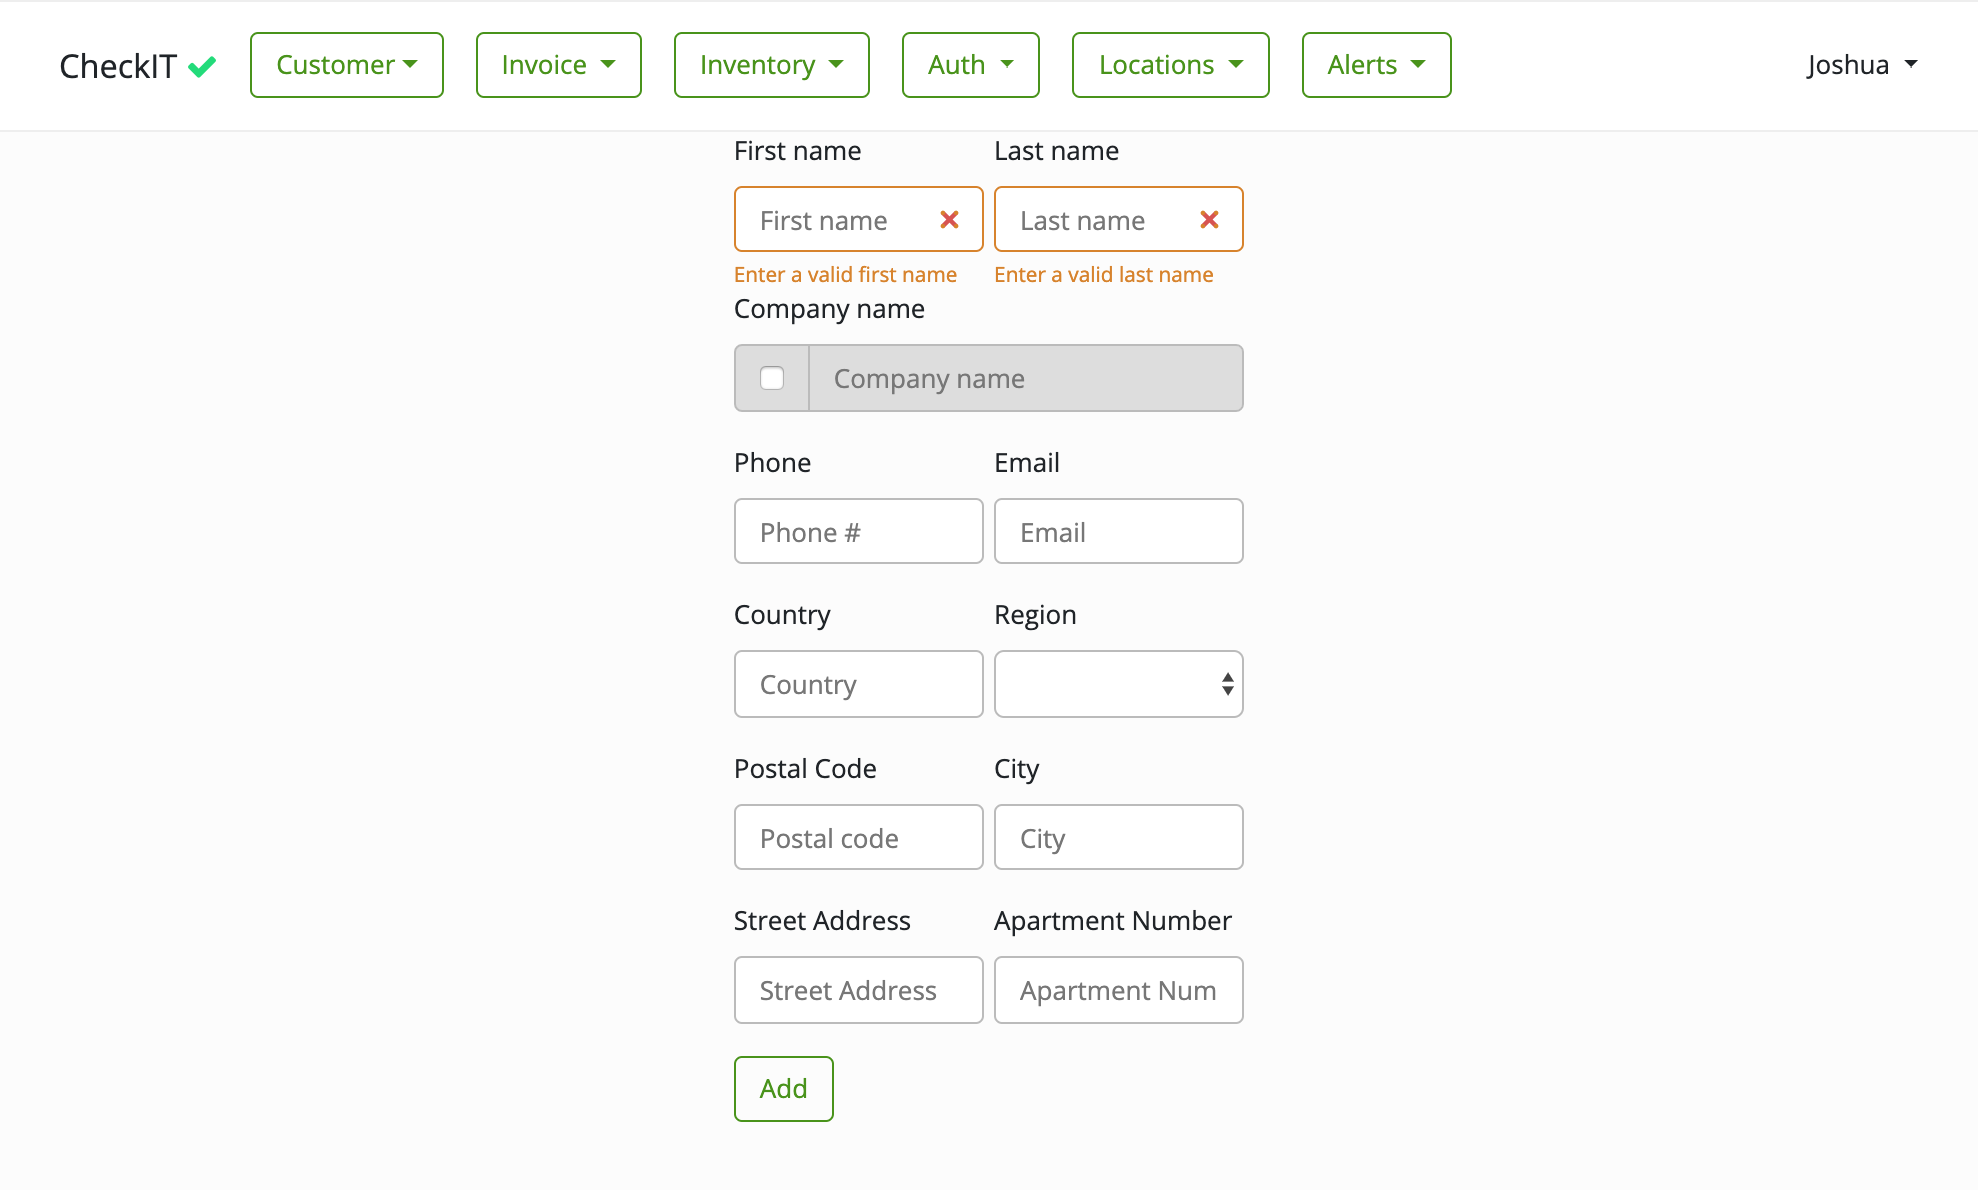 CheckIT Customer Invoice Inventory Auth Locations Alerts Joshua
First name Last name
First name Last name
Enter a valid first name Enter a valid last name
Company name
Company name
Phone Email
Phone # Email
Country Region
Country
Postal Code City
Postal code City
Street Address Apartment Number
Street Address Apartment Num
Add